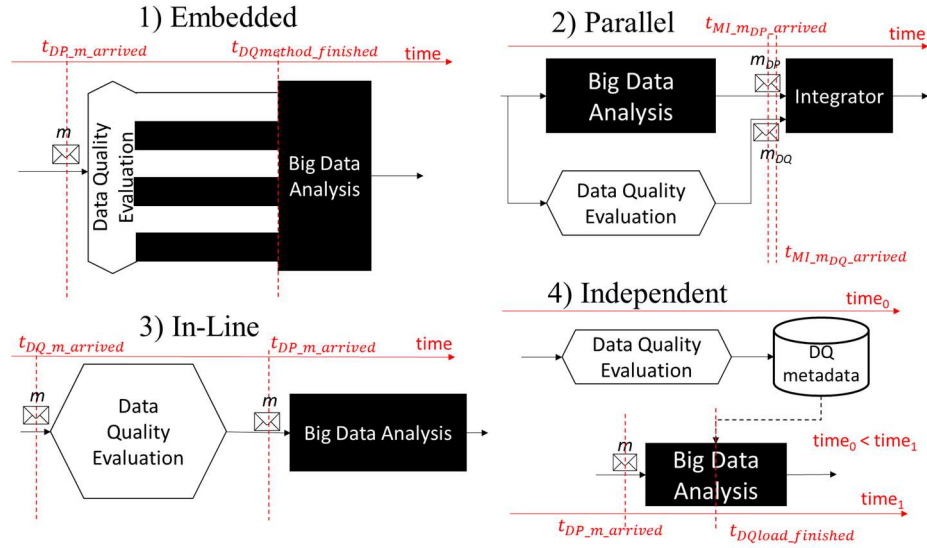 1) Embedded
t_DP_m_arrived
t_DQmethod_finished
time
m
Data Quality
Evaluation
Big Data
Analysis
2) Parallel
t_MI_m_DP_arrived
time
m_DP
Big Data
Analysis
Integrator
m_DQ
Data Quality
Evaluation
t_MI_m_DQ_arrived
3) In-Line
t_DQ_m_arrived
t_DP_m_arrived
time
m
Data
Quality
Evaluation
m
Big Data Analysis
4) Independent
time_0
Data Quality
Evaluation
DQ
metadata
time_0 < time_1
m
Big Data
Analysis
time_1
t_DP_m_arrived
t_DQload_finished